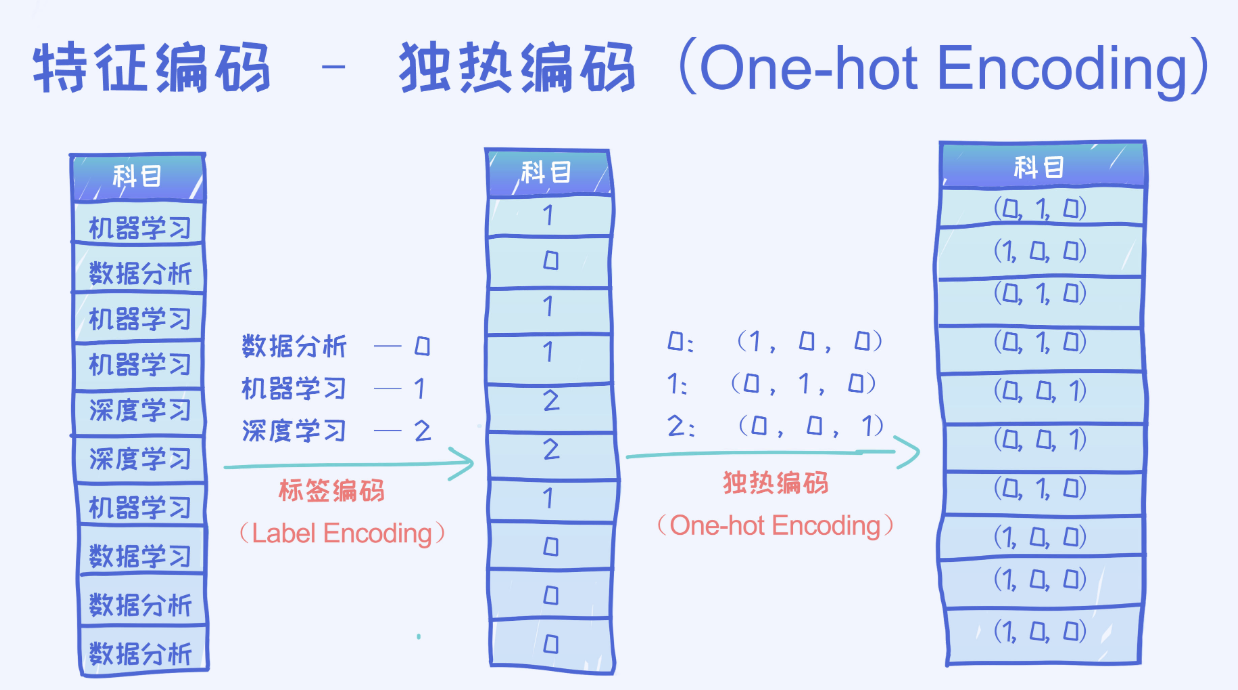 特征编码 - 独热编码（One-hot Encoding）
科目
机器学习
数据分析
机器学习
机器学习
深度学习
深度学习
机器学习
数据学习
数据分析
数据分析
数据分析 — 0
机器学习 — 1
深度学习 — 2
标签编码
（Label Encoding）
科目
1
0
1
1
2
2
1
0
0
0
0: （1, 0, 0）
1: （0, 1, 0）
2: （0, 0, 1）
独热编码
（One-hot Encoding）
科目
(0, 1, 0)
(1, 0, 0)
(0, 1, 0)
(0, 1, 0)
(0, 0, 1)
(0, 0, 1)
(0, 1, 0)
(1, 0, 0)
(1, 0, 0)
(1, 0, 0)